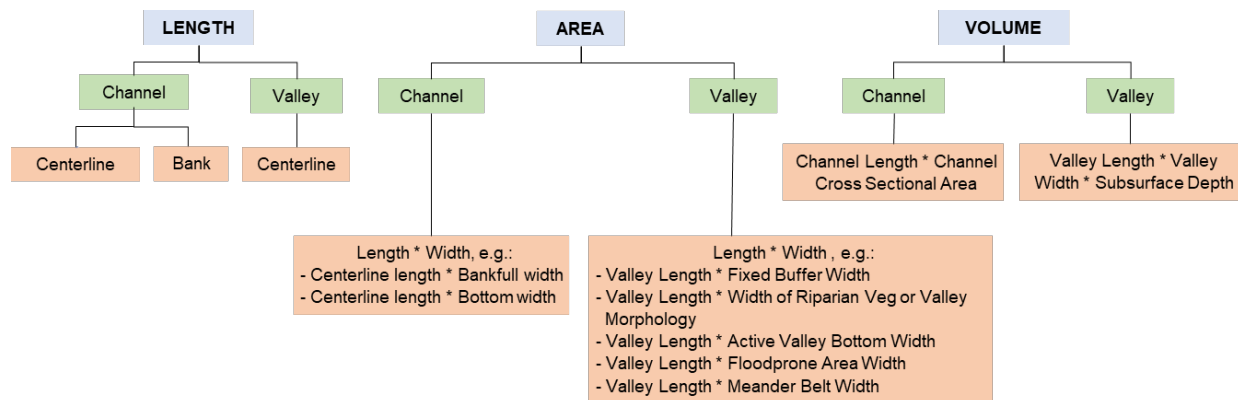 LENGTH
AREA
VOLUME
Channel
Valley
Channel
Valley
Channel
Valley
Centerline
Bank
Centerline
Channel Length * Channel
Cross Sectional Area
Valley Length * Valley
Width * Subsurface Depth
Length * Width, e.g.:
- Centerline length * Bankfull width
- Centerline length * Bottom width
Length * Width , e.g.:
- Valley Length * Fixed Buffer Width
- Valley Length * Width of Riparian Veg or Valley
Morphology
- Valley Length * Active Valley Bottom Width
- Valley Length * Floodprone Area Width
- Valley Length * Meander Belt Width